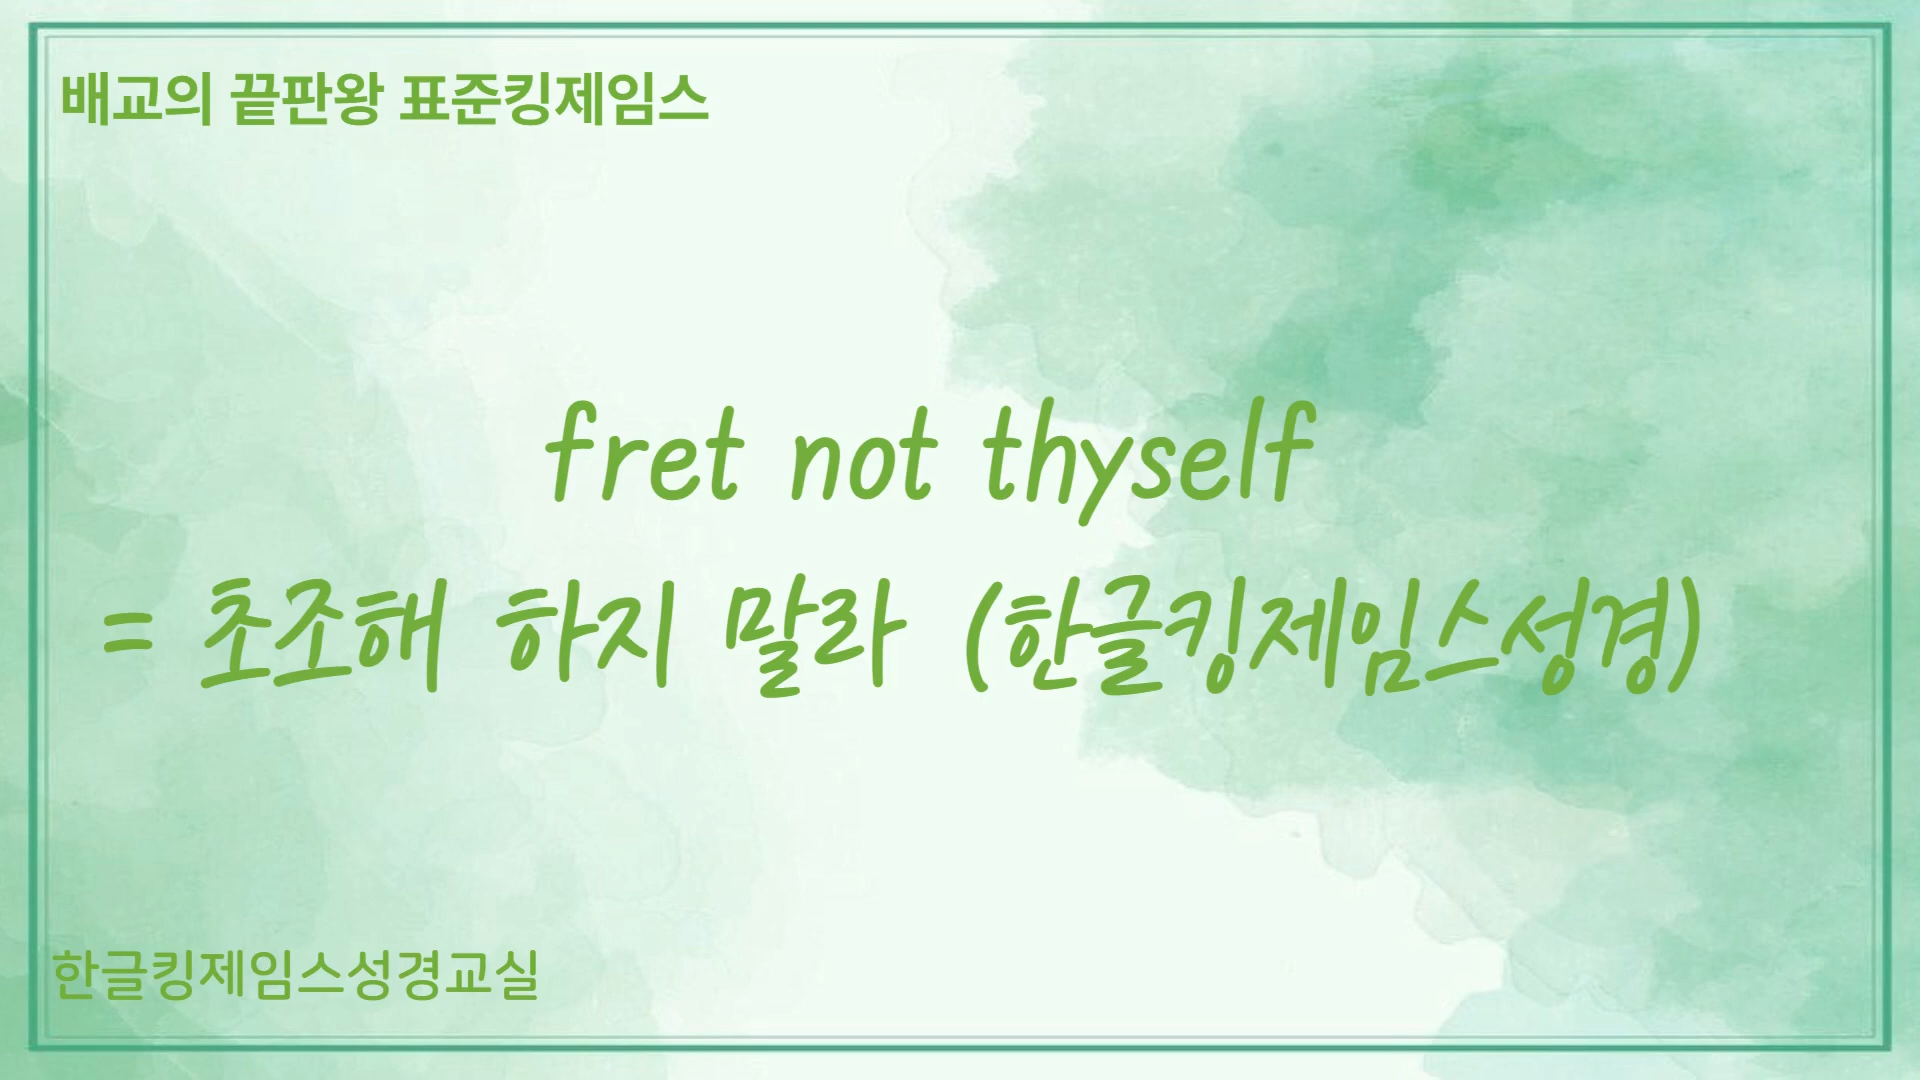 배교의 끝판왕 표준킹제임스
fret not thyself
= 초조해 하지 말라 (한글킹제임스성경)
한글킹제임스성경교실